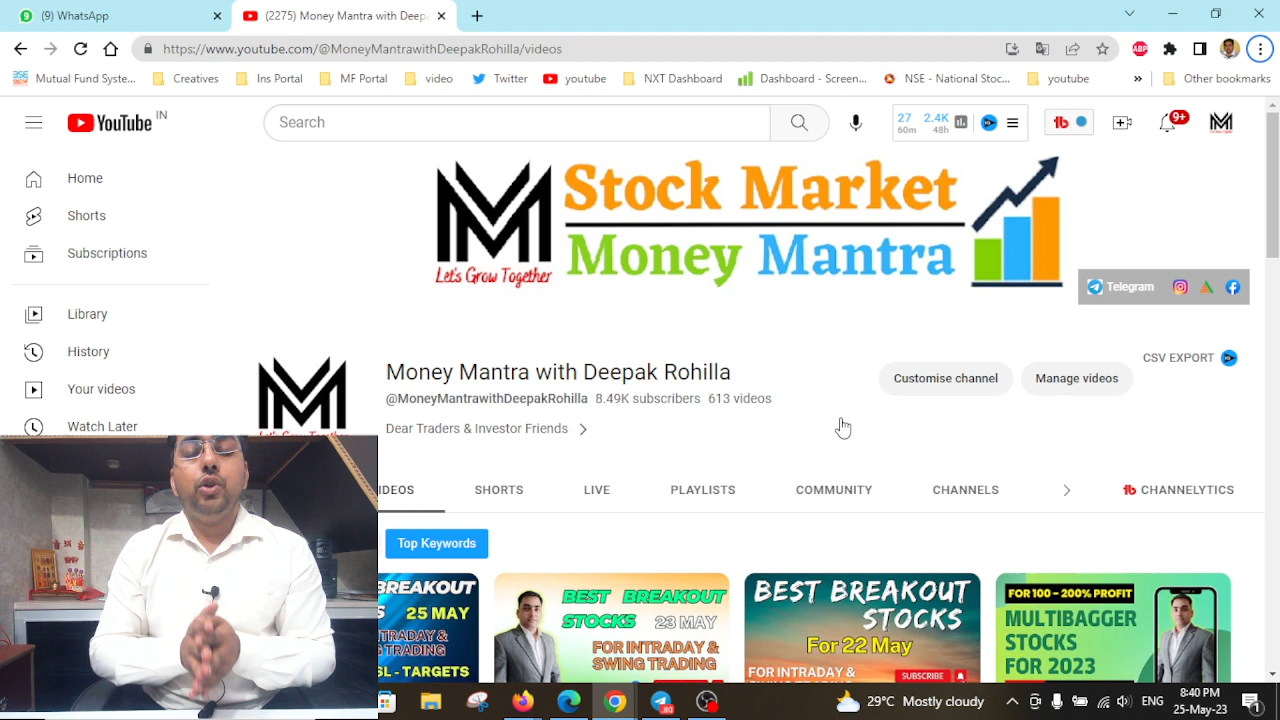 (9) WhatsApp
(2275) Money Mantra with Deepa
https://www.youtube.com/@MoneyMantrawithDeepakRohilla/videos
ABP
Mutual Fund Syste...
Creatives
Ins Portal
MF Portal
video
Twitter
youtube
NXT Dashboard
Dashboard - Screen...
NSE - National Stoc...
youtube
»
Other bookmarks
YouTube IN
Search
27 60m
2.4K 48h
9+
Home
Shorts
Subscriptions
Library
History
Your videos
Watch Later
Stock Market
Money Mantra
Let's Grow Together
Telegram
CSV EXPORT
Money Mantra with Deepak Rohilla
@MoneyMantrawithDeepakRohilla 8.49K subscribers 613 videos
Dear Traders & Investor Friends
Customise channel
Manage videos
IDEOS
SHORTS
LIVE
PLAYLISTS
COMMUNITY
CHANNELS
CHANNELYTICS
Top Keywords
BREAKOUT
25 MAY
INTRADAY &
SL - TARGETS
BEST BREAKOUT
STOCKS 23 MAY
FOR INTRADAY &
SWING TRADING
BEST BREAKOUT
STOCKS
For 22 May
FOR INTRADAY &
SUBSCRIBE
FOR 100 - 200% PROFIT
MULTIBAGGER
STOCKS
FOR 2023
80
29°C Mostly cloudy
ENG
8:40 PM
25-May-23